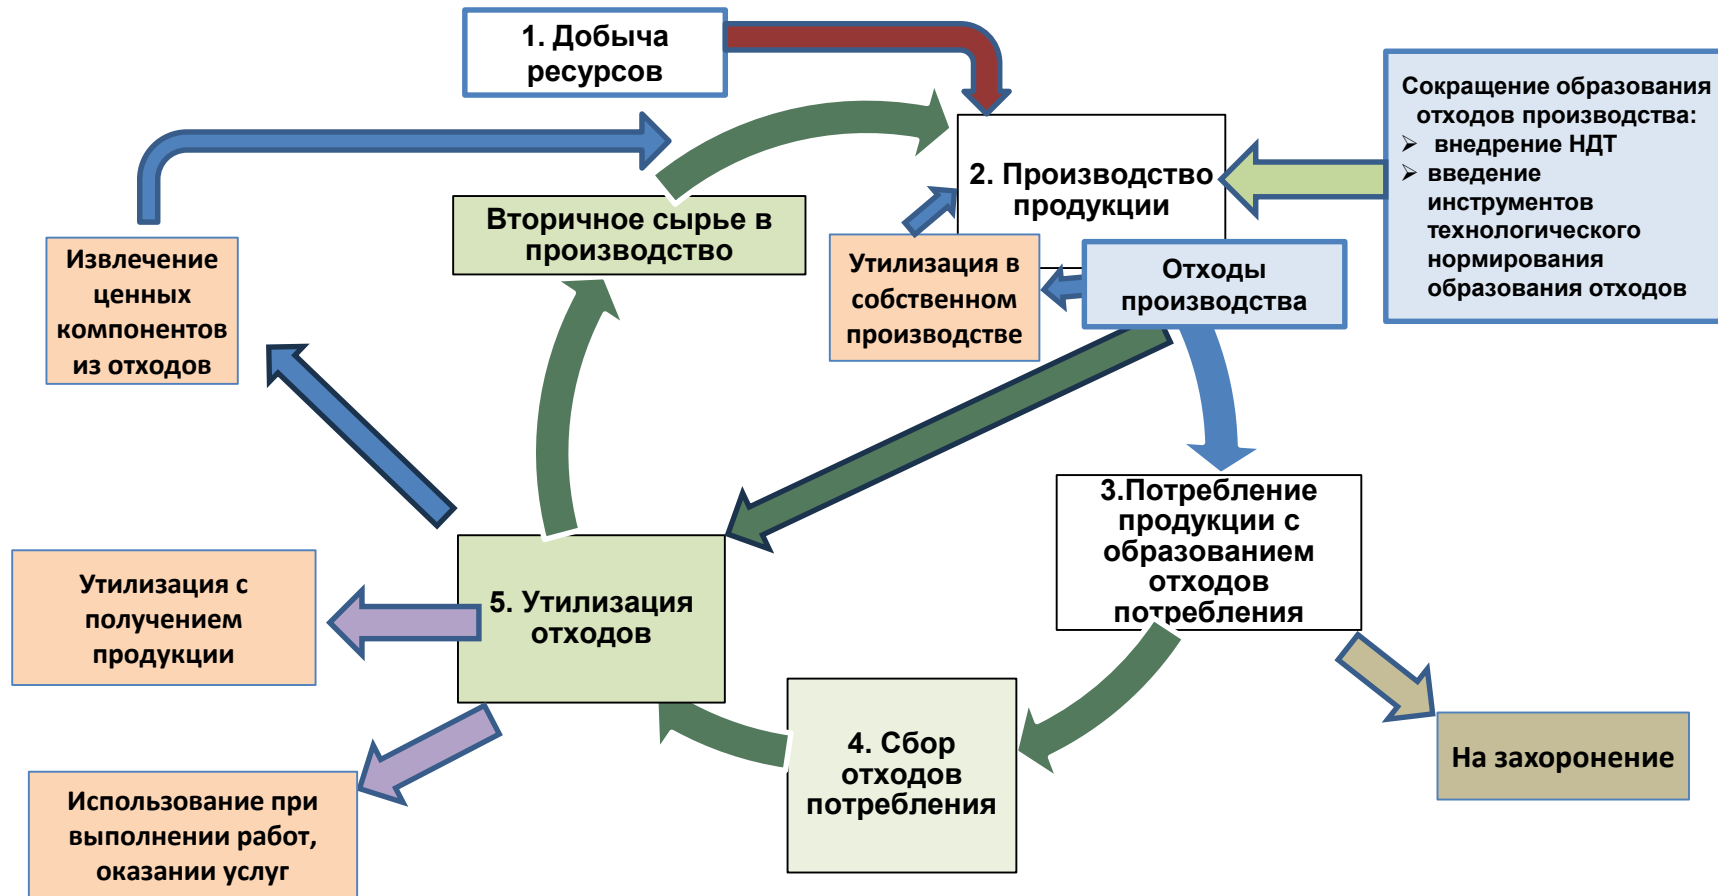 1. Добыча
ресурсов
Сокращение образования
отходов производства:
➢ внедрение НДТ
➢ введение
инструментов
технологического
нормирования
образования отходов
2. Производство
продукции
Вторичное сырье в
производство
Извлечение
ценных
компонентов
из отходов
Утилизация в
собственном
производстве
Отходы
производства
3.Потребление
продукции с
образованием
отходов
потребления
Утилизация с
получением
продукции
5. Утилизация
отходов
4. Сбор
отходов
потребления
На захоронение
Использование при
выполнении работ,
оказании услуг